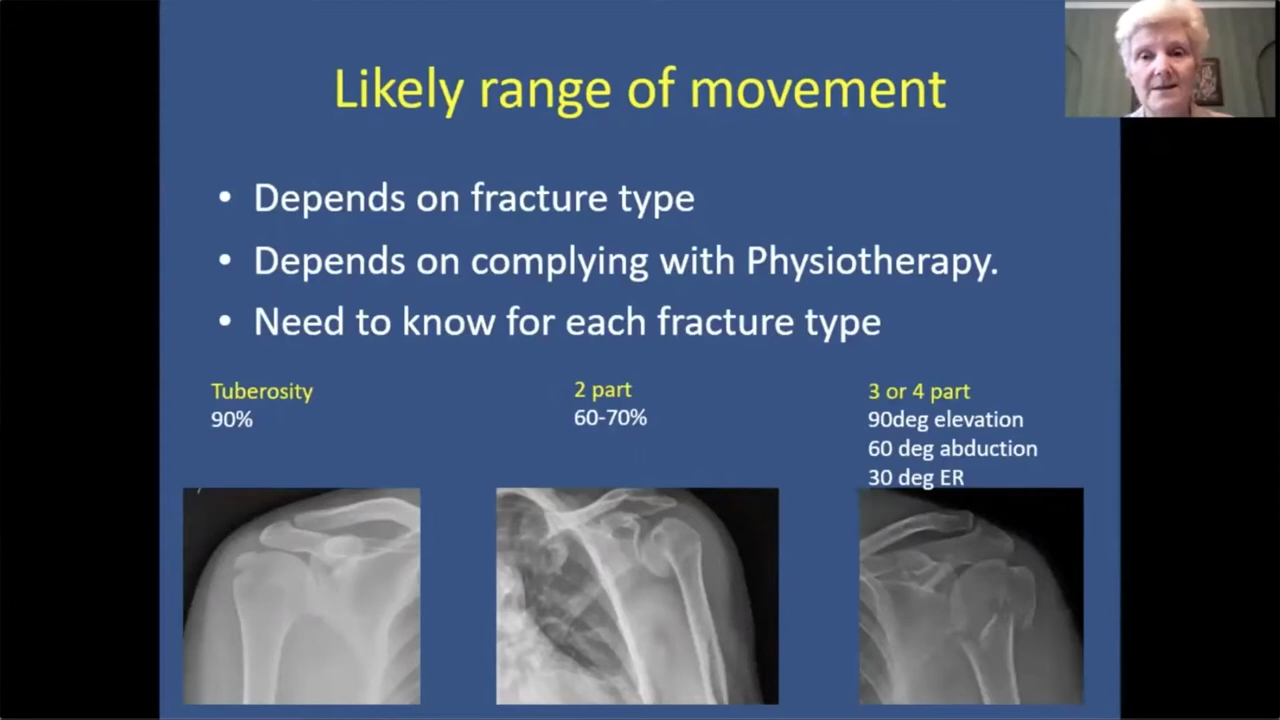 Likely range of movement
• Depends on fracture type
• Depends on complying with Physiotherapy.
• Need to know for each fracture type
Tuberosity
90%
2 part
60-70%
3 or 4 part
90deg elevation
60 deg abduction
30 deg ER